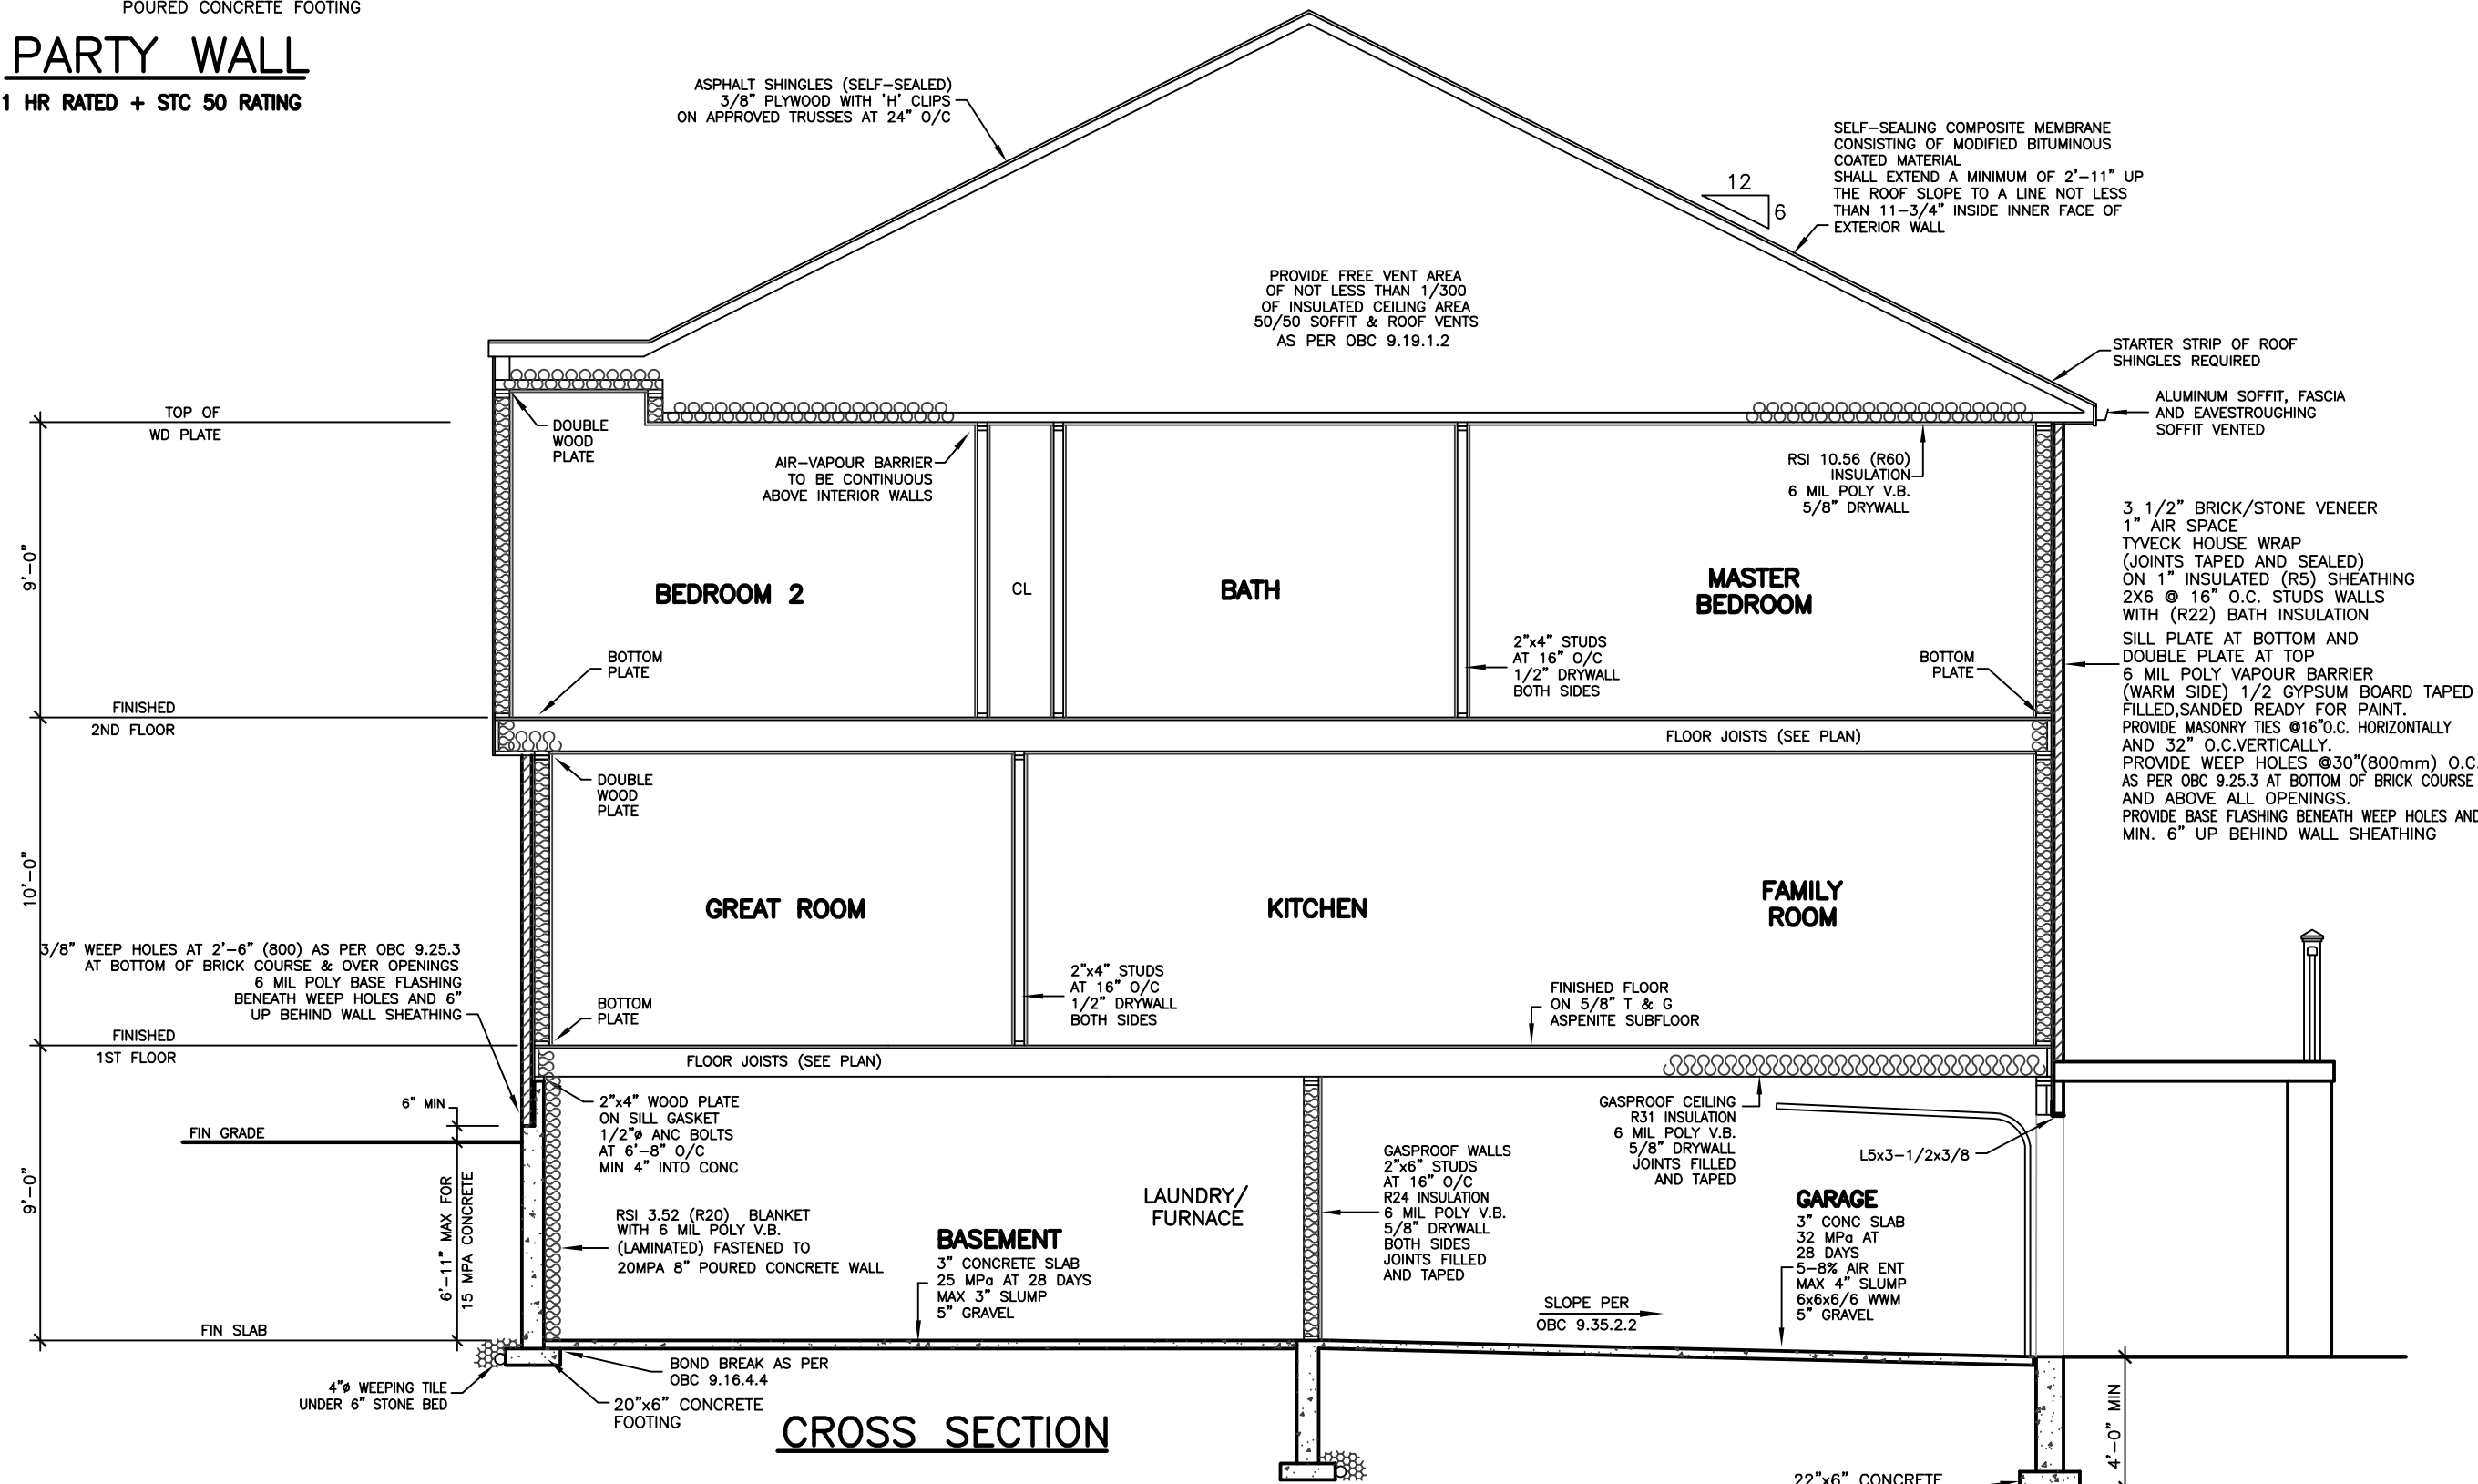 POURED CONCRETE FOOTING
PARTY WALL
1 HR RATED + STC 50 RATING
ASPHALT SHINGLES (SELF-SEALED)
3/8" PLYWOOD WITH 'H' CLIPS
ON APPROVED TRUSSES AT 24" O/C
12
6
SELF-SEALING COMPOSITE MEMBRANE
CONSISTING OF MODIFIED BITUMINOUS
COATED MATERIAL
SHALL EXTEND A MINIMUM OF 2'-11" UP
THE ROOF SLOPE TO A LINE NOT LESS
THAN 11-3/4" INSIDE INNER FACE OF
EXTERIOR WALL
PROVIDE FREE VENT AREA
OF NOT LESS THAN 1/300
OF INSULATED CEILING AREA
50/50 SOFFIT & ROOF VENTS
AS PER OBC 9.19.1.2
STARTER STRIP OF ROOF
SHINGLES REQUIRED
ALUMINUM SOFFIT, FASCIA
AND EAVESTROUGHING
SOFFIT VENTED
TOP OF
WD PLATE
DOUBLE
WOOD
PLATE
AIR-VAPOUR BARRIER
TO BE CONTINUOUS
ABOVE INTERIOR WALLS
RSI 10.56 (R60)
INSULATION
6 MIL POLY V.B.
5/8" DRYWALL
9'-0"
BEDROOM 2
CL
BATH
MASTER
BEDROOM
3 1/2" BRICK/STONE VENEER
1" AIR SPACE
TYVECK HOUSE WRAP
(JOINTS TAPED AND SEALED)
ON 1" INSULATED (R5) SHEATHING
2X6 @ 16" O.C. STUDS WALLS
WITH (R22) BATH INSULATION
SILL PLATE AT BOTTOM AND
DOUBLE PLATE AT TOP
6 MIL POLY VAPOUR BARRIER
(WARM SIDE) 1/2 GYPSUM BOARD TAPED
FILLED,SANDED READY FOR PAINT.
PROVIDE MASONRY TIES @16"O.C. HORIZONTALLY
AND 32" O.C.VERTICALLY.
PROVIDE WEEP HOLES @30"(800mm) O.C.
AS PER OBC 9.25.3 AT BOTTOM OF BRICK COURSE
AND ABOVE ALL OPENINGS.
PROVIDE BASE FLASHING BENEATH WEEP HOLES AND
MIN. 6" UP BEHIND WALL SHEATHING
BOTTOM
PLATE
2"x4" STUDS
AT 16" O/C
1/2" DRYWALL
BOTH SIDES
BOTTOM
PLATE
FINISHED
2ND FLOOR
FLOOR JOISTS (SEE PLAN)
DOUBLE
WOOD
PLATE
10'-0"
GREAT ROOM
KITCHEN
FAMILY
ROOM
3/8" WEEP HOLES AT 2'-6" (800) AS PER OBC 9.25.3
AT BOTTOM OF BRICK COURSE & OVER OPENINGS
6 MIL POLY BASE FLASHING
BENEATH WEEP HOLES AND 6"
UP BEHIND WALL SHEATHING
BOTTOM
PLATE
2"x4" STUDS
AT 16" O/C
1/2" DRYWALL
BOTH SIDES
FINISHED FLOOR
ON 5/8" T & G
ASPENITE SUBFLOOR
FINISHED
1ST FLOOR
FLOOR JOISTS (SEE PLAN)
6" MIN
FIN GRADE
2"x4" WOOD PLATE
ON SILL GASKET
1/2"ø ANC BOLTS
AT 6'-8" O/C
MIN 4" INTO CONC
GASPROOF CEILING
R31 INSULATION
6 MIL POLY V.B.
5/8" DRYWALL
JOINTS FILLED
AND TAPED
L5x3-1/2x3/8
9'-0"
6'-11" MAX FOR
15 MPA CONCRETE
RSI 3.52 (R20) BLANKET
WITH 6 MIL POLY V.B.
(LAMINATED) FASTENED TO
20MPA 8" POURED CONCRETE WALL
LAUNDRY/
FURNACE
GASPROOF WALLS
2"x6" STUDS
AT 16" O/C
R24 INSULATION
6 MIL POLY V.B.
5/8" DRYWALL
BOTH SIDES
JOINTS FILLED
AND TAPED
BASEMENT
3" CONCRETE SLAB
25 MPa AT 28 DAYS
MAX 3" SLUMP
5" GRAVEL
GARAGE
3" CONC SLAB
32 MPa AT
28 DAYS
5-8% AIR ENT
MAX 4" SLUMP
6x6x6/6 WWM
5" GRAVEL
SLOPE PER
OBC 9.35.2.2
FIN SLAB
BOND BREAK AS PER
OBC 9.16.4.4
4"ø WEEPING TILE
UNDER 6" STONE BED
20"x6" CONCRETE
FOOTING
CROSS SECTION
4'-0" MIN
22"x6" CONCRETE